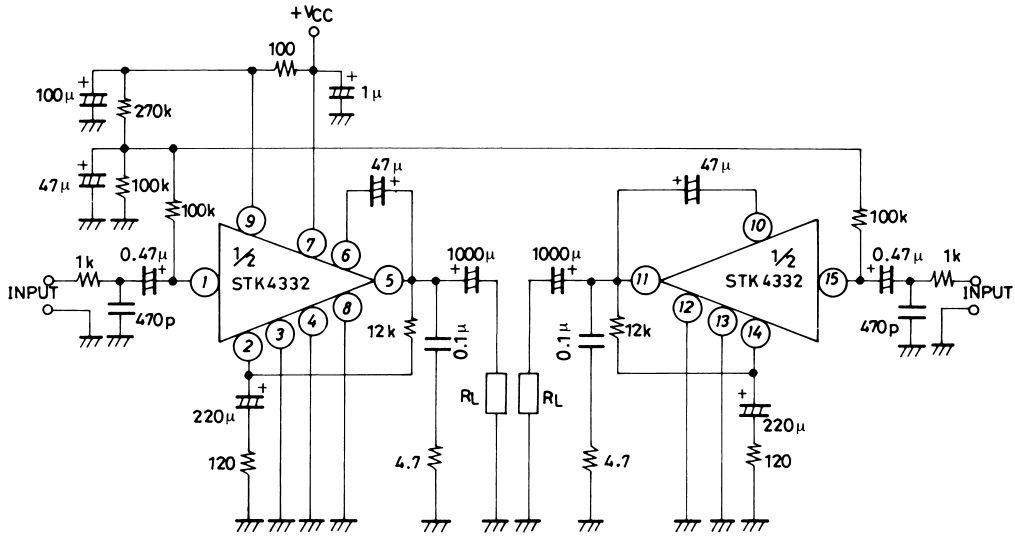 +VCC
100
100μ
+
+
1μ
270k
47μ
+
100k
100k
47μ
+
47μ
+
100k
9
7
6
10
1k
0.47μ
+
1
1/2
STK4332
5
1000μ
+
1000μ
+
11
1/2
STK4332
15
0.47μ
+
1k
INPUT
INPUT
470p
2
3
4
8
12k
0.1μ
0.1μ
12k
12
13
14
470p
+
220μ
RL
RL
+
220μ
120
4.7
4.7
120